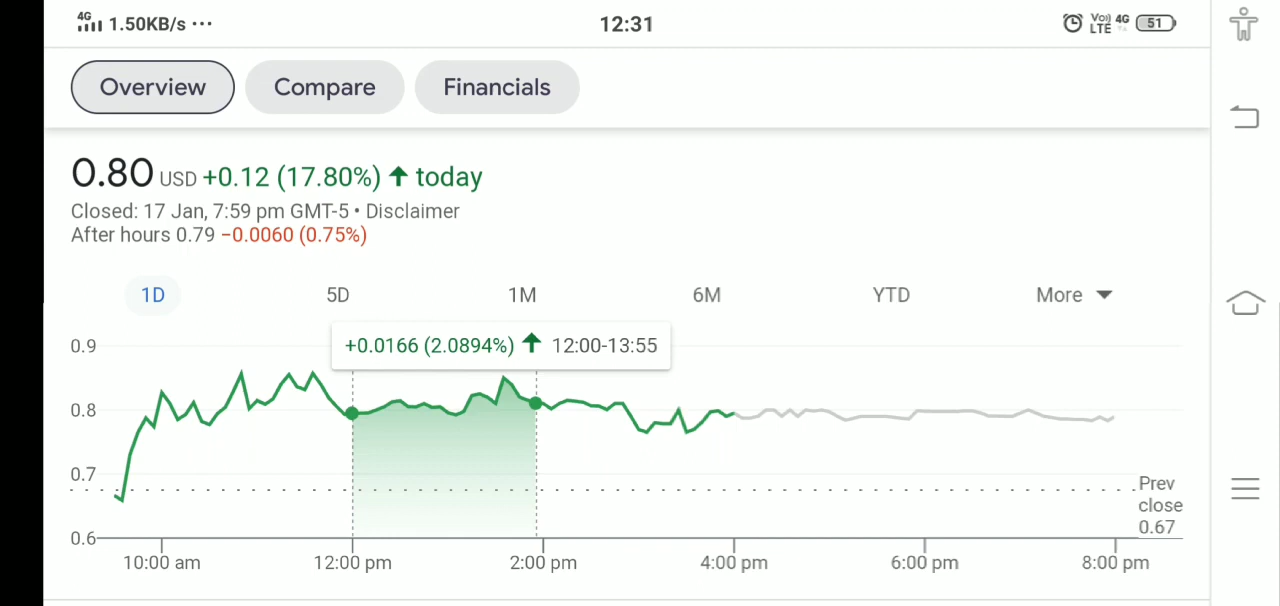 4G 1.50KB/s ··· 12:31 Vo)) LTE 4G 51
Overview Compare Financials
0.80 USD +0.12 (17.80%) ↑ today
Closed: 17 Jan, 7:59 pm GMT-5 • Disclaimer
After hours 0.79 −0.0060 (0.75%)
1D 5D 1M 6M YTD More
+0.0166 (2.0894%) ↑ 12:00-13:55
0.9
0.8
0.7
Prev
close
0.67
0.6
10:00 am 12:00 pm 2:00 pm 4:00 pm 6:00 pm 8:00 pm